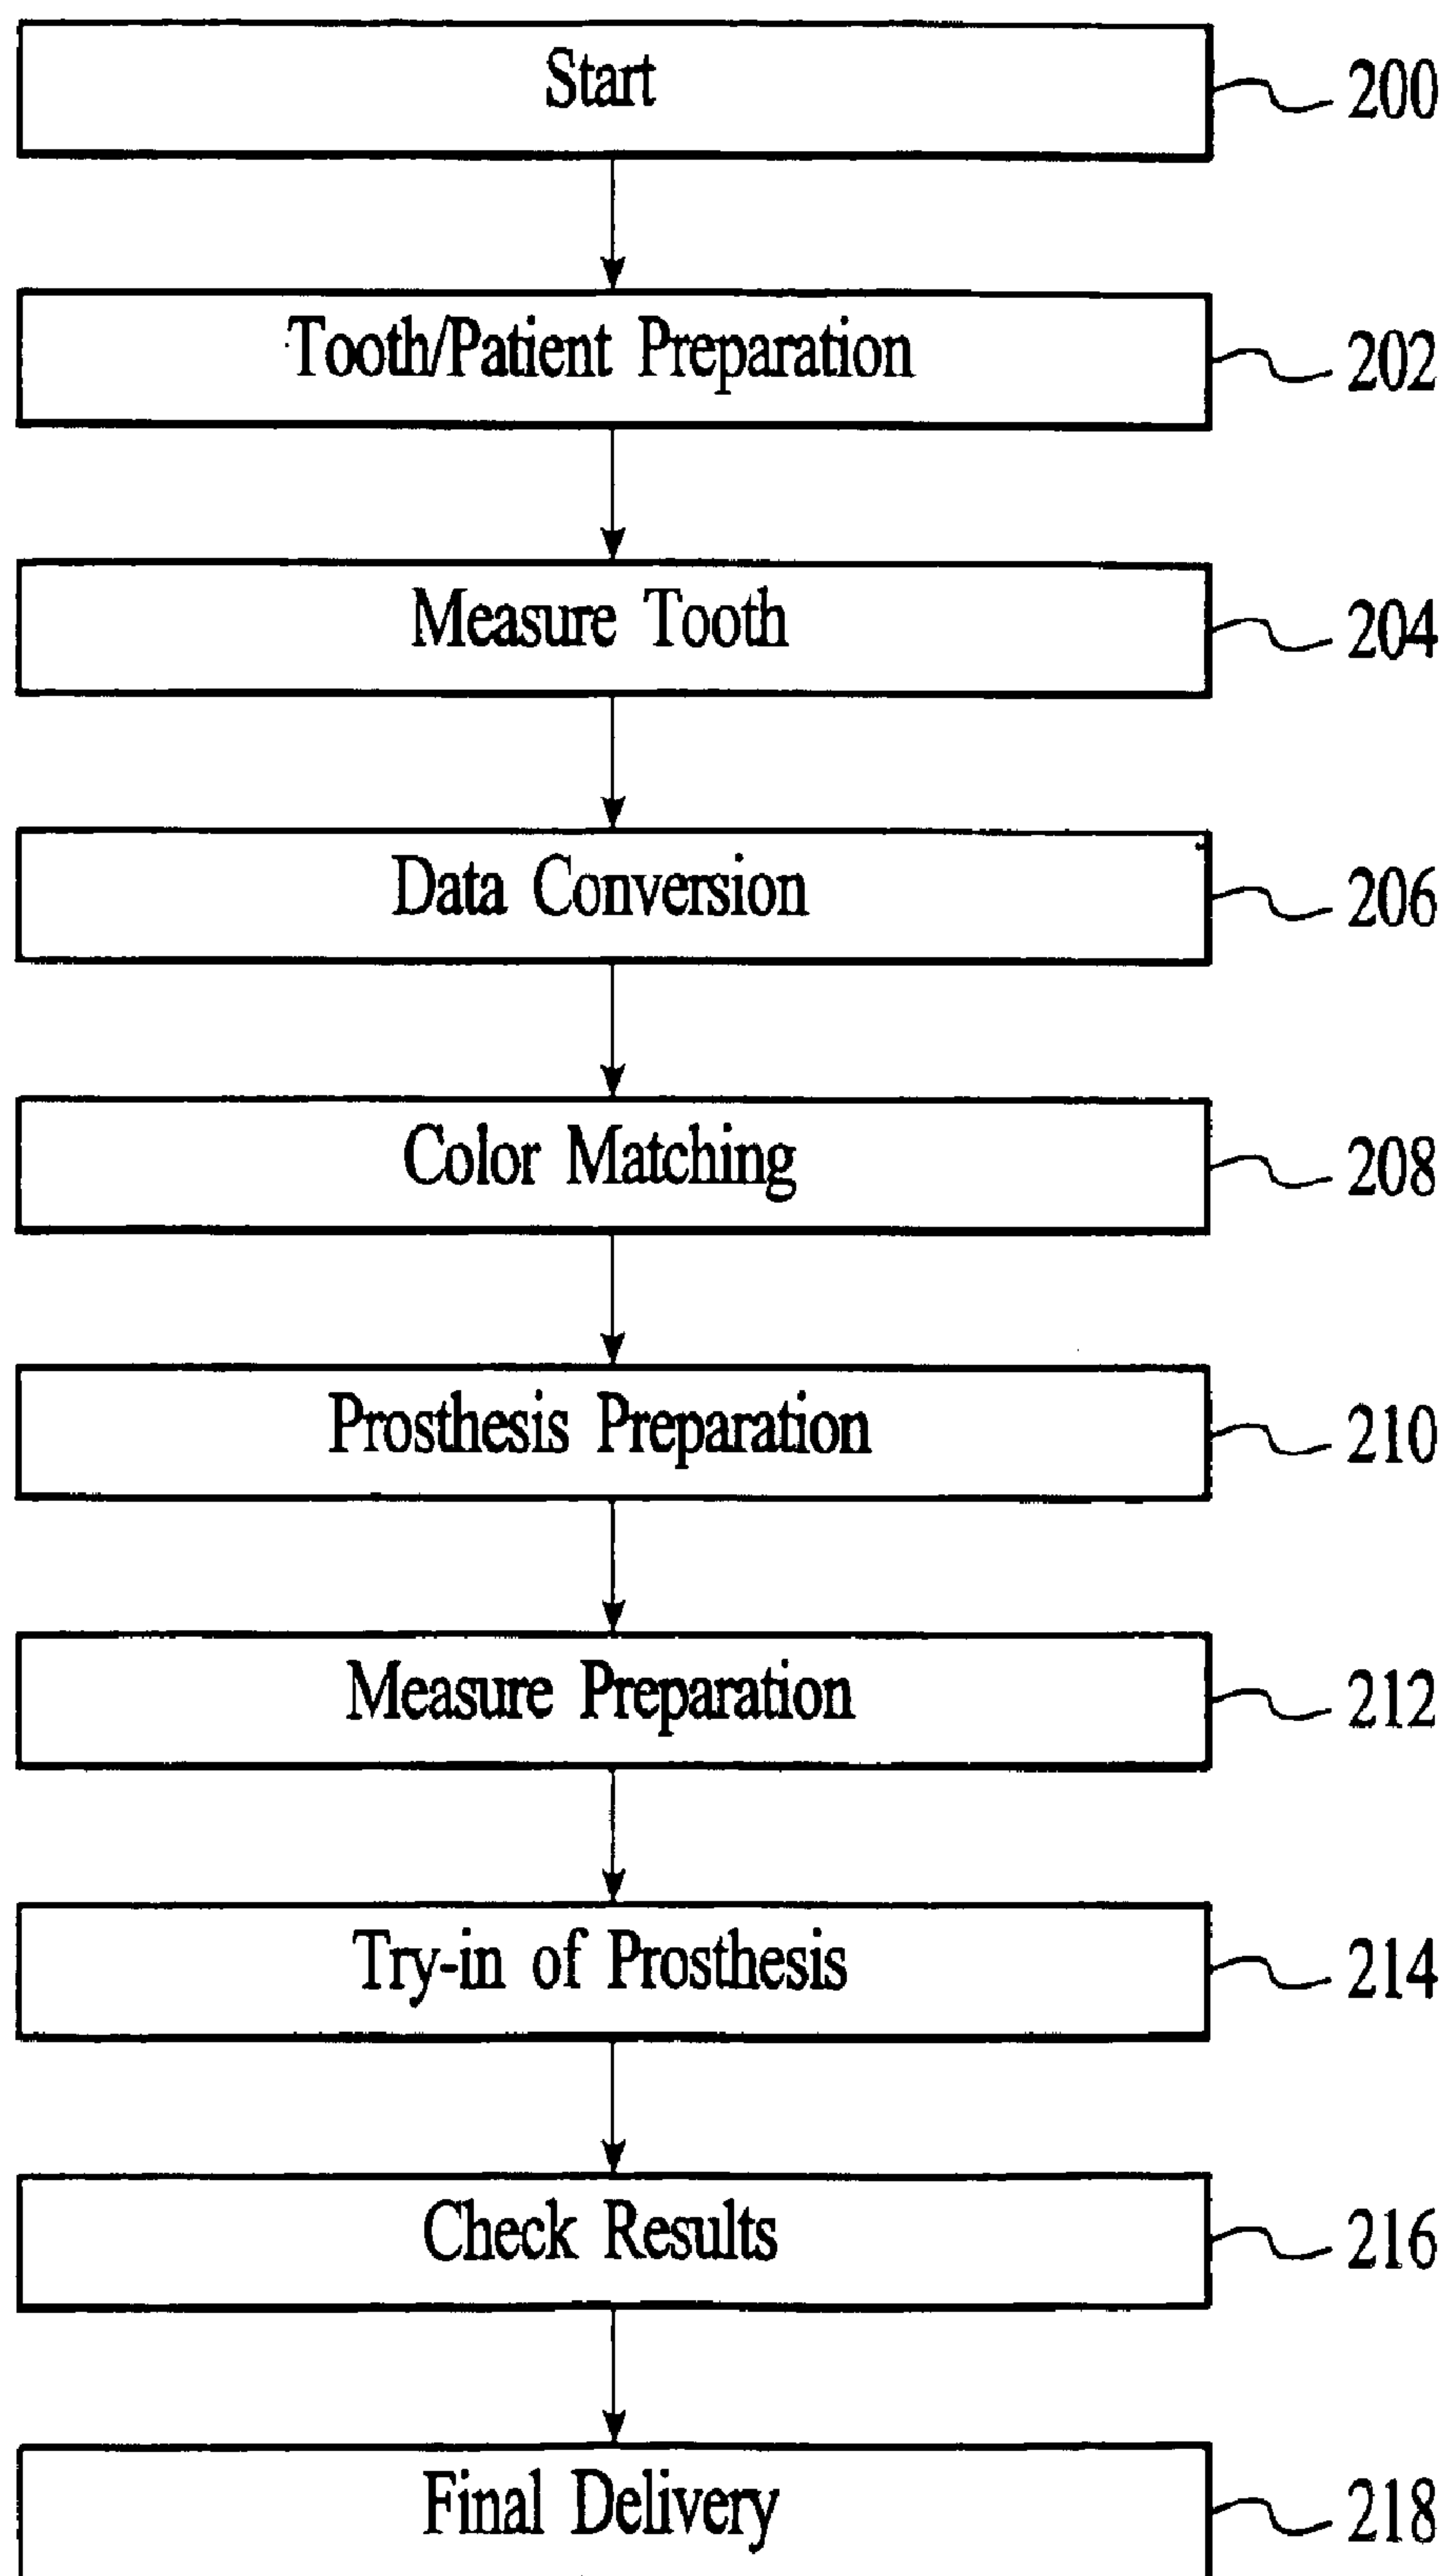 Start 200
Tooth/Patient Preparation 202
Measure Tooth 204
Data Conversion 206
Color Matching 208
Prosthesis Preparation 210
Measure Preparation 212
Try-in of Prosthesis 214
Check Results 216
Final Delivery 218